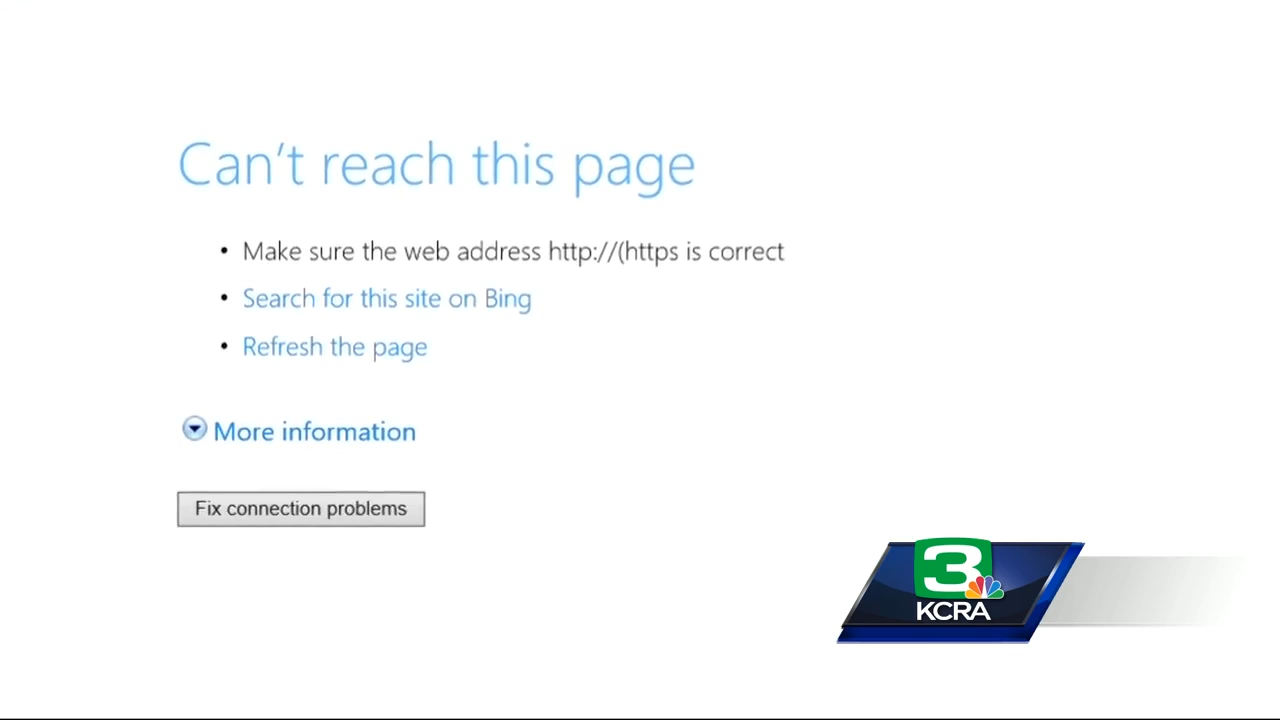 Can't reach this page
• Make sure the web address http://(https is correct
• Search for this site on Bing
• Refresh the page
More information
Fix connection problems
3
KCRA